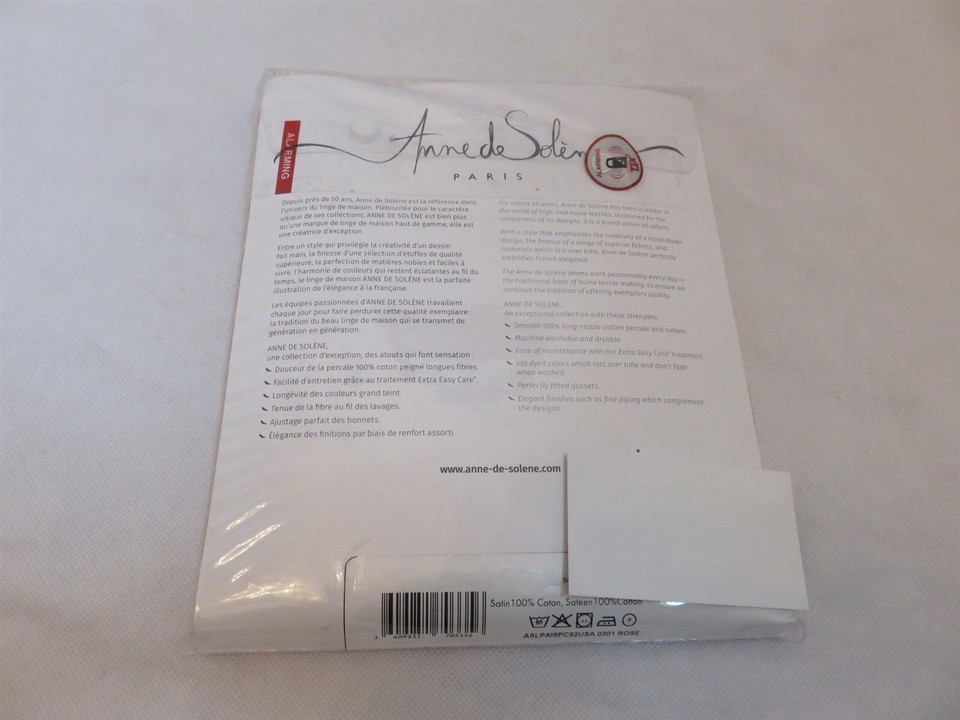 Anne de Solène
PARIS
ALARMING
ALARMING
Depuis près de 50 ans, Anne de Solène est la référence dans
l'univers du linge de maison. Plébiscitée pour le caractère
unique de ses collections, ANNE DE SOLÈNE est bien plus
qu'une marque de linge de maison haut de gamme, elle est
une créatrice d'exception.
Entre un style qui privilégie la créativité d'un dessin
fait main, la finesse d'une sélection d'étoffes de qualité
supérieure, la perfection de matières nobles et faciles à
vivre, l'harmonie de couleurs qui restent éclatantes au fil du
temps, le linge de maison ANNE DE SOLÈNE est la parfaite
illustration de l'élégance à la française.
Les équipes passionnées d'ANNE DE SOLÈNE travaillent
chaque jour pour faire perdurer cette qualité exemplaire :
la tradition du beau linge de maison qui se transmet de
génération en génération.
ANNE DE SOLÈNE,
une collection d'exception, des atouts qui font sensation :
Douceur de la percale 100% coton peigné longues fibres.
Facilité d'entretien grâce au traitement Extra Easy Care®
Longévité des couleurs grand teint.
Tenue de la fibre au fil des lavages.
Ajustage parfait des bonnets.
Élégance des finitions par biais de renfort assorti.
For nearly 50 years, Anne de Solène has been a leader in
the world of high-end home textiles, acclaimed for the
uniqueness of its designs. It is a brand above all others.
With a style that emphasizes the creativity of a hand drawn
design, the finesse of a range of superior fabrics, and
materials which last over time, Anne de Solène perfectly
embodies French elegance.
The Anne de Solène teams work passionately every day in
the traditional base of home textile making, to ensure we
continue the tradition of offering exemplary quality.
ANNE DE SOLÈNE,
An exceptional collection with these strengths:
Smooth 100% long-staple cotton percale and sateen.
Machine washable and dryable.
Ease of maintenance with our Extra Easy Care® treatment.
Vat dyed colors which last over time and don't fade
when washed.
Perfectly fitted gussets.
Elegant finishes such as fine piping which complement
the designs.
www.anne-de-solene.com
Satin100% Coton, Sateen100%Cotton
3 609331 703336
ASLPAISPC82USA 0301 ROSE